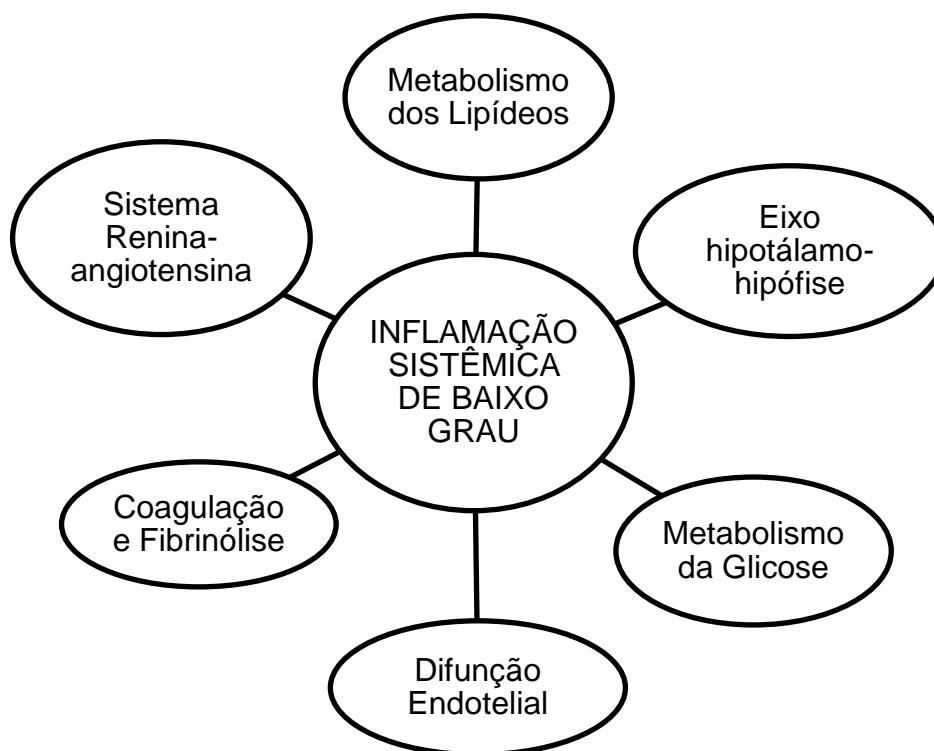 Metabolismo
dos Lipídeos
Sistema
Renina-
angiotensina
Eixo
hipotálamo-
hipófise
INFLAMAÇÃO
SISTÊMICA
DE BAIXO
GRAU
Coagulação
e Fibrinólise
Metabolismo
da Glicose
Difunção
Endotelial